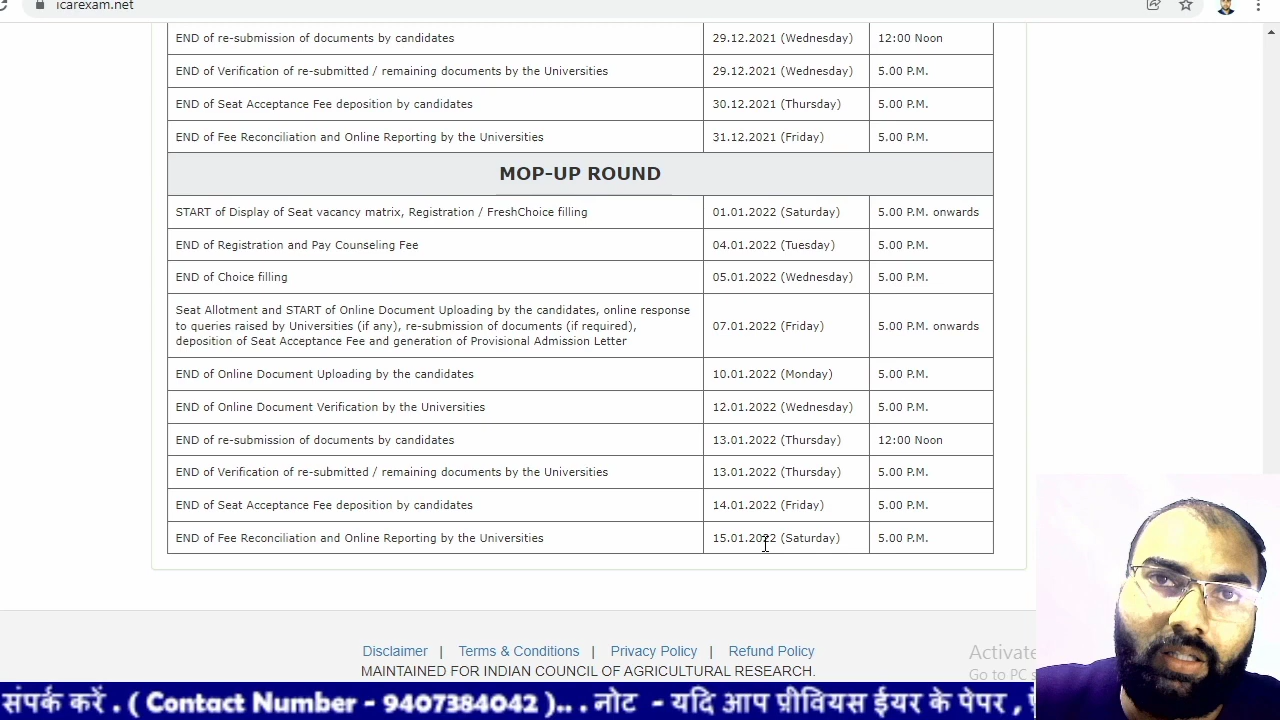 icarexam.net
END of re-submission of documents by candidates 29.12.2021 (Wednesday) 12:00 Noon
END of Verification of re-submitted / remaining documents by the Universities 29.12.2021 (Wednesday) 5.00 P.M.
END of Seat Acceptance Fee deposition by candidates 30.12.2021 (Thursday) 5.00 P.M.
END of Fee Reconciliation and Online Reporting by the Universities 31.12.2021 (Friday) 5.00 P.M.
MOP-UP ROUND
START of Display of Seat vacancy matrix, Registration / FreshChoice filling 01.01.2022 (Saturday) 5.00 P.M. onwards
END of Registration and Pay Counseling Fee 04.01.2022 (Tuesday) 5.00 P.M.
END of Choice filling 05.01.2022 (Wednesday) 5.00 P.M.
Seat Allotment and START of Online Document Uploading by the candidates, online response
to queries raised by Universities (if any), re-submission of documents (if required), 07.01.2022 (Friday) 5.00 P.M. onwards
deposition of Seat Acceptance Fee and generation of Provisional Admission Letter
END of Online Document Uploading by the candidates 10.01.2022 (Monday) 5.00 P.M.
END of Online Document Verification by the Universities 12.01.2022 (Wednesday) 5.00 P.M.
END of re-submission of documents by candidates 13.01.2022 (Thursday) 12:00 Noon
END of Verification of re-submitted / remaining documents by the Universities 13.01.2022 (Thursday) 5.00 P.M.
END of Seat Acceptance Fee deposition by candidates 14.01.2022 (Friday) 5.00 P.M.
END of Fee Reconciliation and Online Reporting by the Universities 15.01.2022 (Saturday) 5.00 P.M.
Disclaimer | Terms & Conditions | Privacy Policy | Refund Policy
MAINTAINED FOR INDIAN COUNCIL OF AGRICULTURAL RESEARCH.
Activate
Go to PC
संपर्क करें . ( Contact Number - 9407384042 ).. . नोट - यदि आप प्रीवियस ईयर के पेपर ,